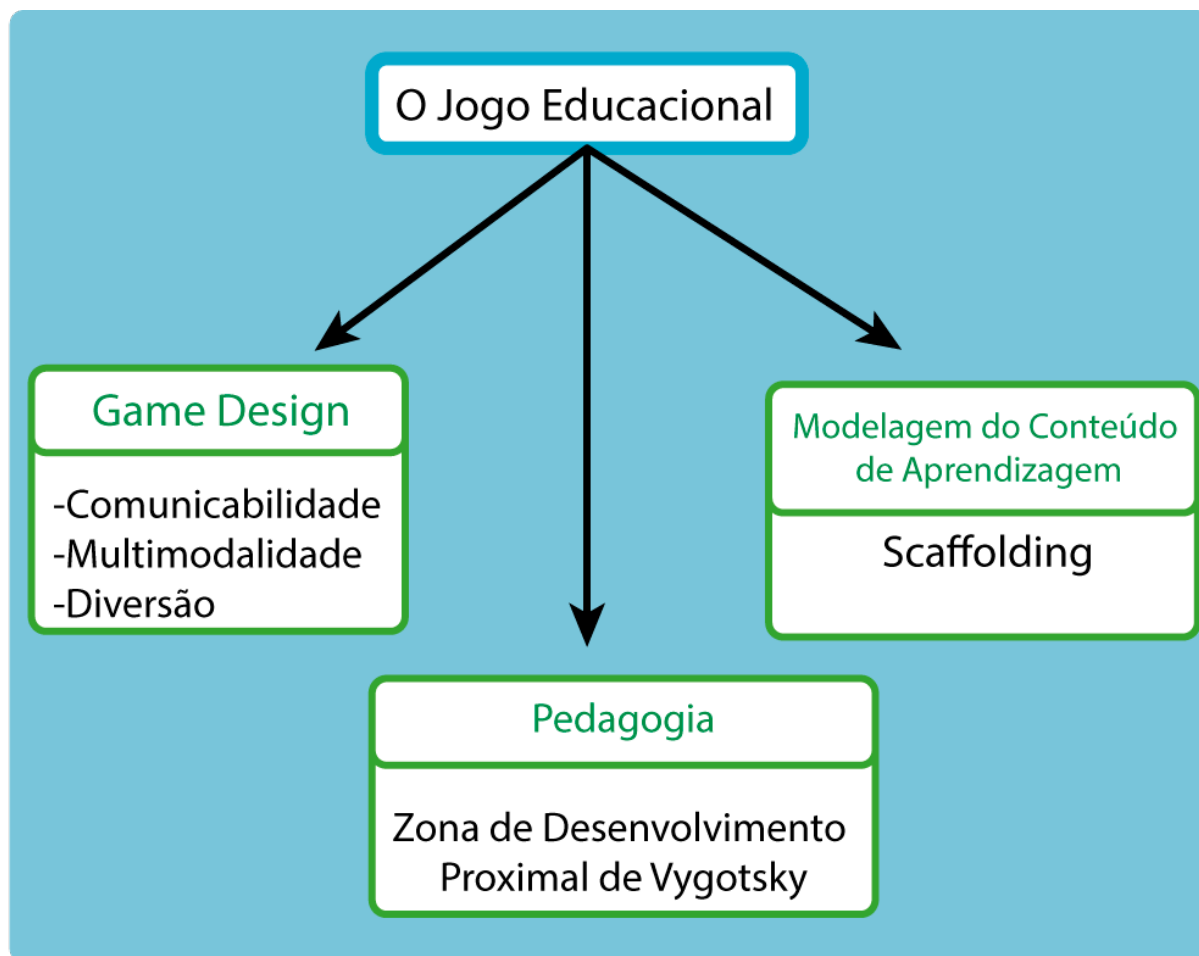 O Jogo Educacional
Game Design
-Comunicabilidade
-Multimodalidade
-Diversão
Modelagem do Conteúdo
de Aprendizagem
Scaffolding
Pedagogia
Zona de Desenvolvimento
Proximal de Vygotsky